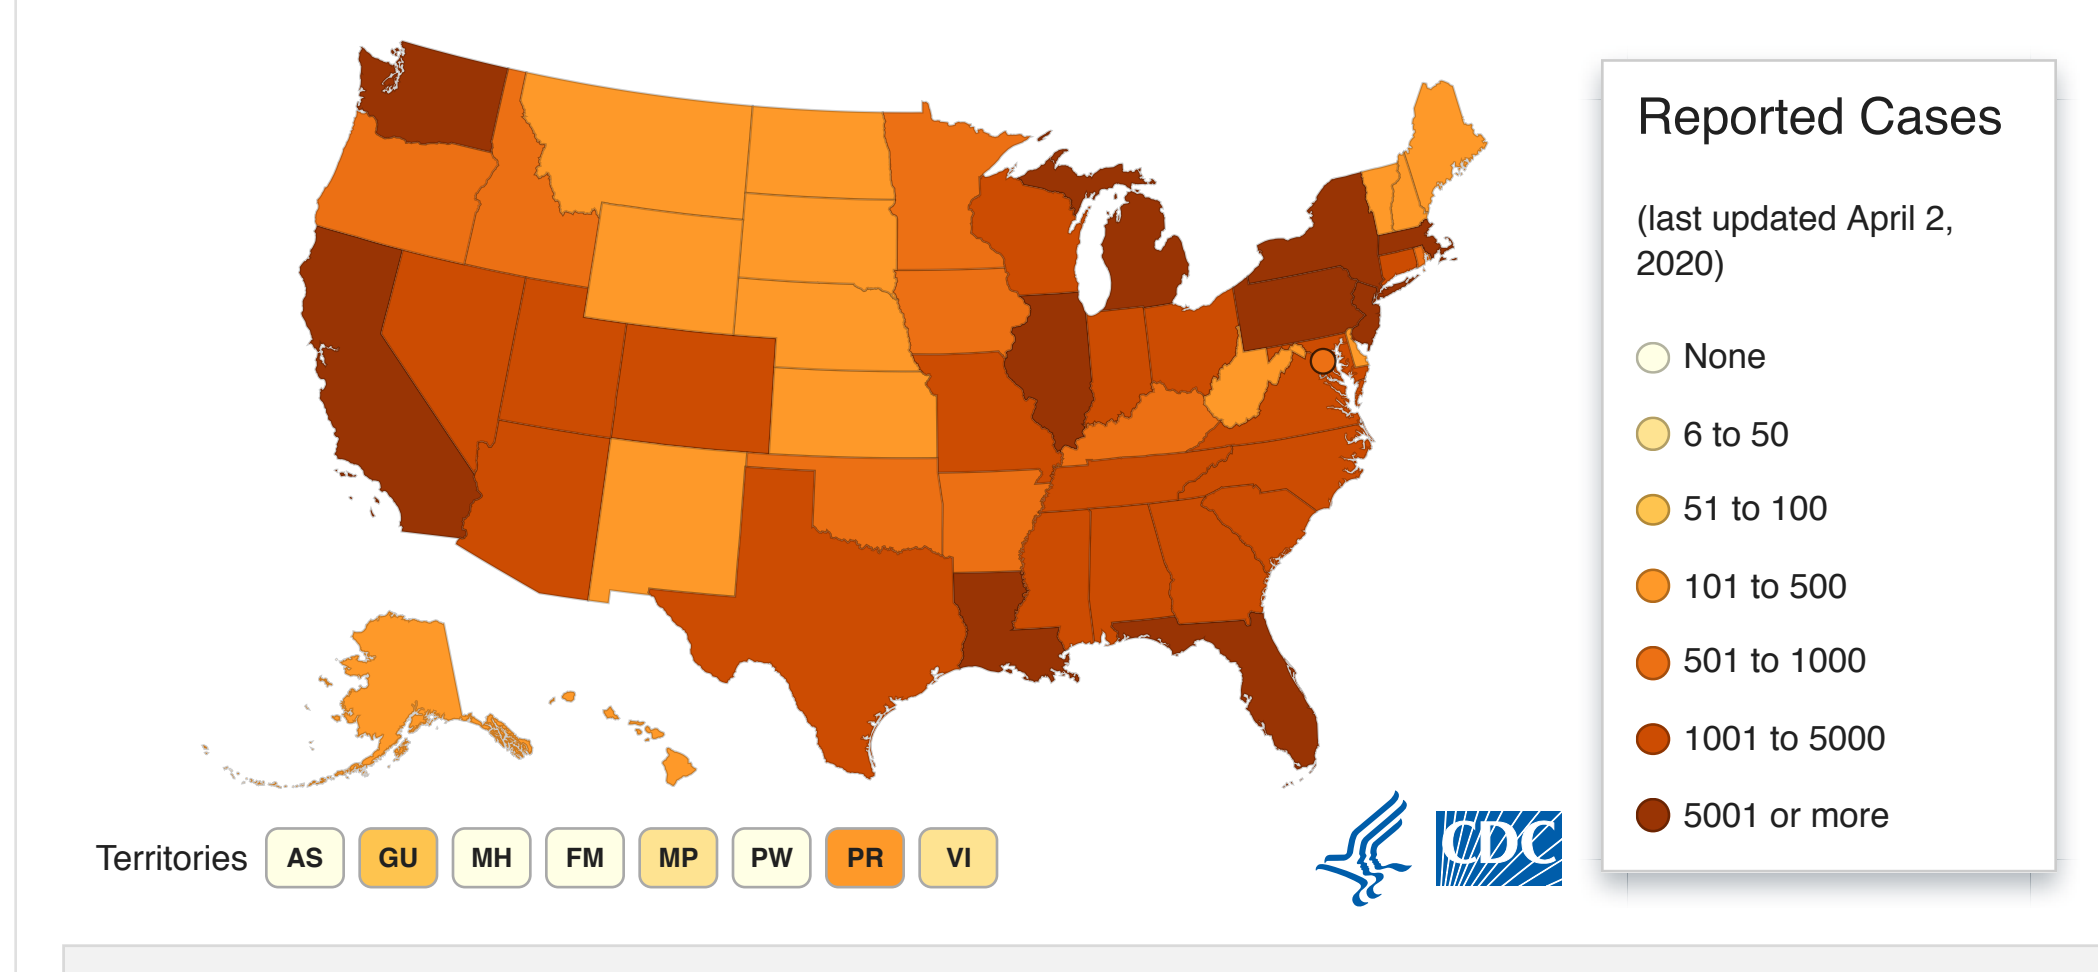 Reported Cases
(last updated April 2,
2020)
None
6 to 50
51 to 100
101 to 500
501 to 1000
1001 to 5000
5001 or more
Territories AS GU MH FM MP PW PR VI
CDC